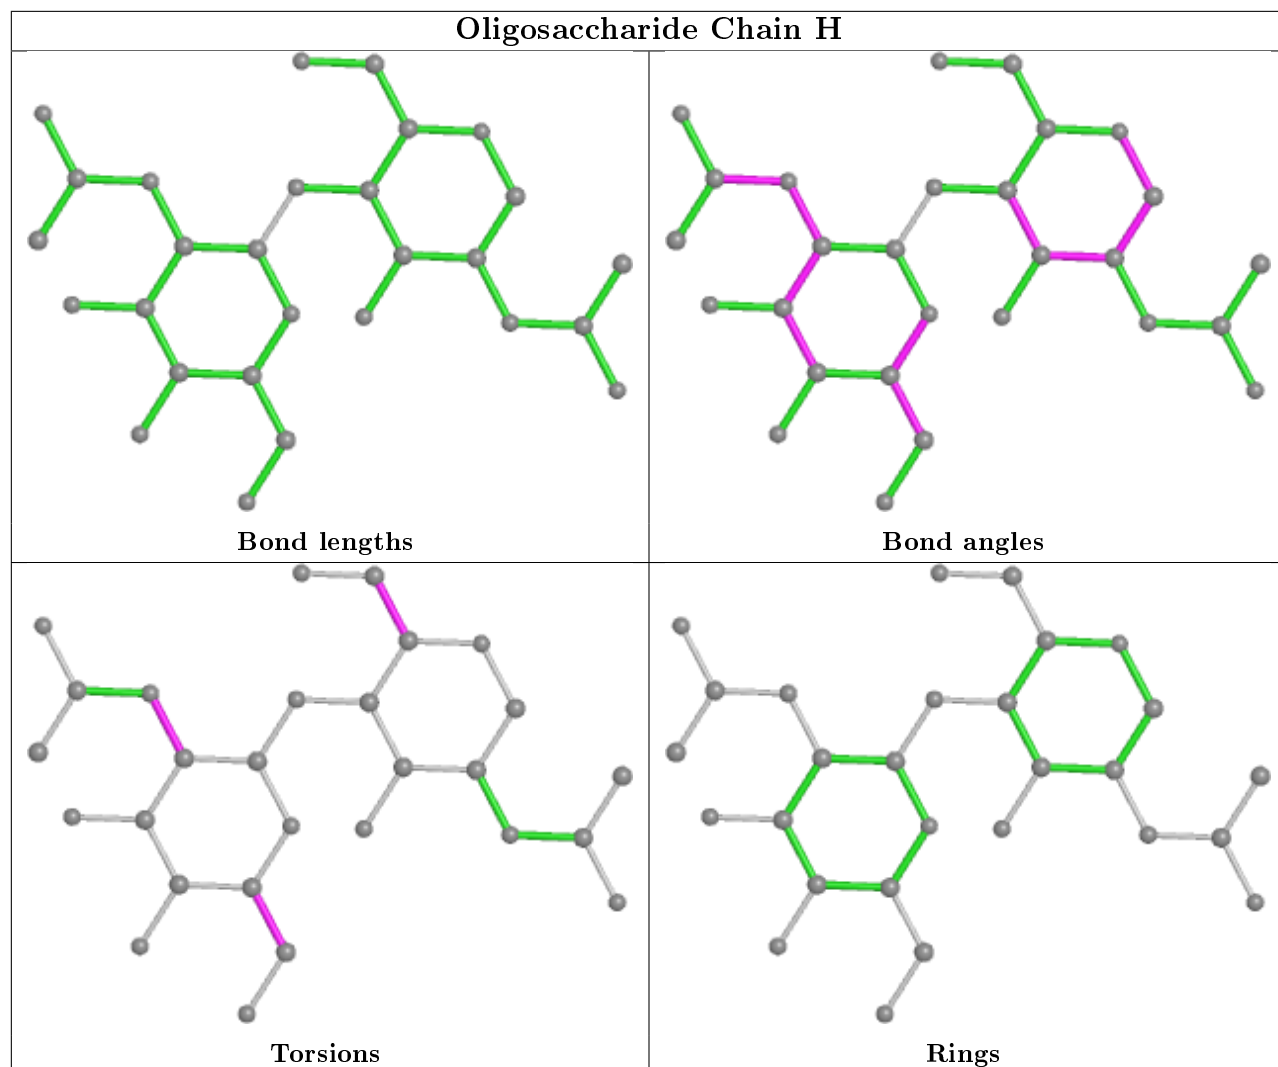 Oligosaccharide Chain H
Bond lengths
Bond angles
Torsions
Rings